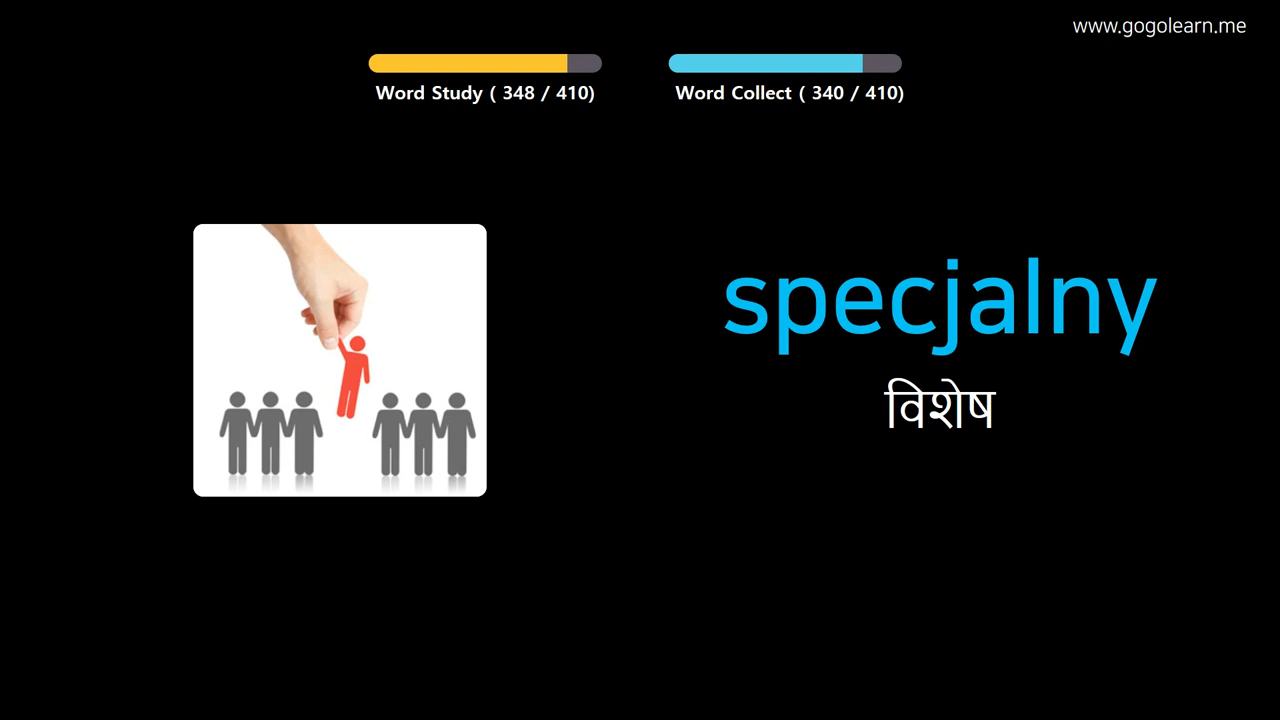 www.gogolearn.me
Word Study ( 348 / 410)
Word Collect ( 340 / 410)
specjalny
विशेष